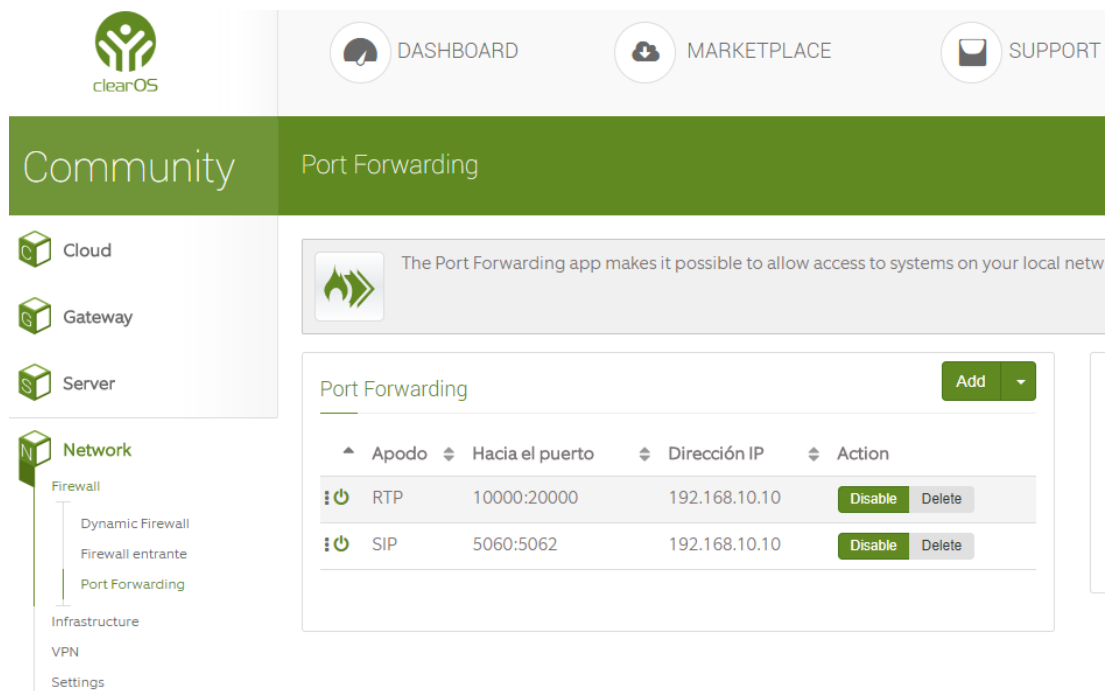 clearOS
DASHBOARD
MARKETPLACE
SUPPORT
Community
Port Forwarding
C Cloud
G Gateway
S Server
N Network
Firewall
Dynamic Firewall
Firewall entrante
Port Forwarding
Infrastructure
VPN
Settings
The Port Forwarding app makes it possible to allow access to systems on your local netw
Port Forwarding
Add
Apodo Hacia el puerto Dirección IP Action
RTP 10000:20000 192.168.10.10 Disable Delete
SIP 5060:5062 192.168.10.10 Disable Delete